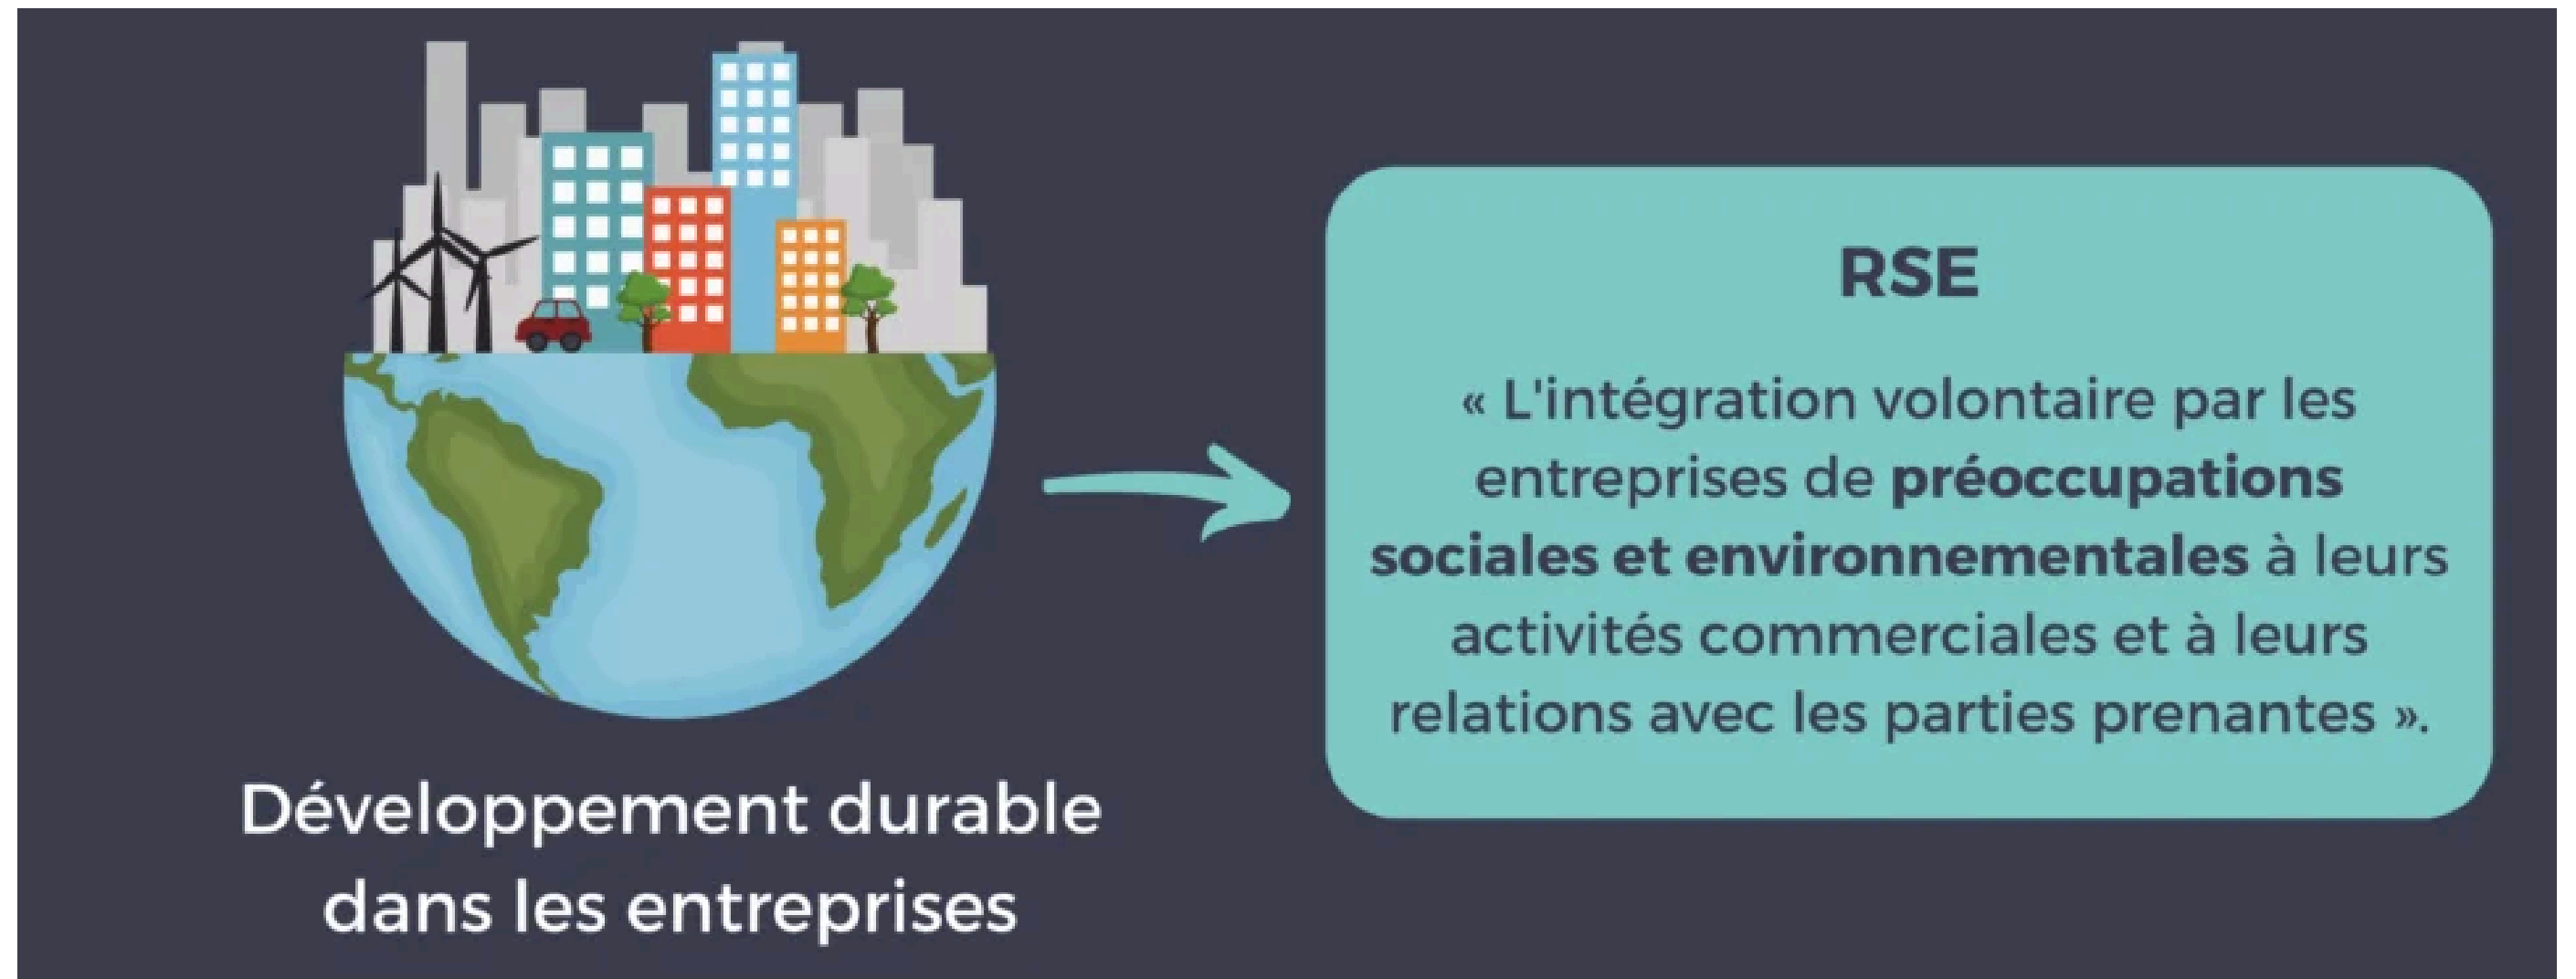 Développement durable
dans les entreprises
RSE
« L'intégration volontaire par les
entreprises de préoccupations
sociales et environnementales à leurs
activités commerciales et à leurs
relations avec les parties prenantes ».